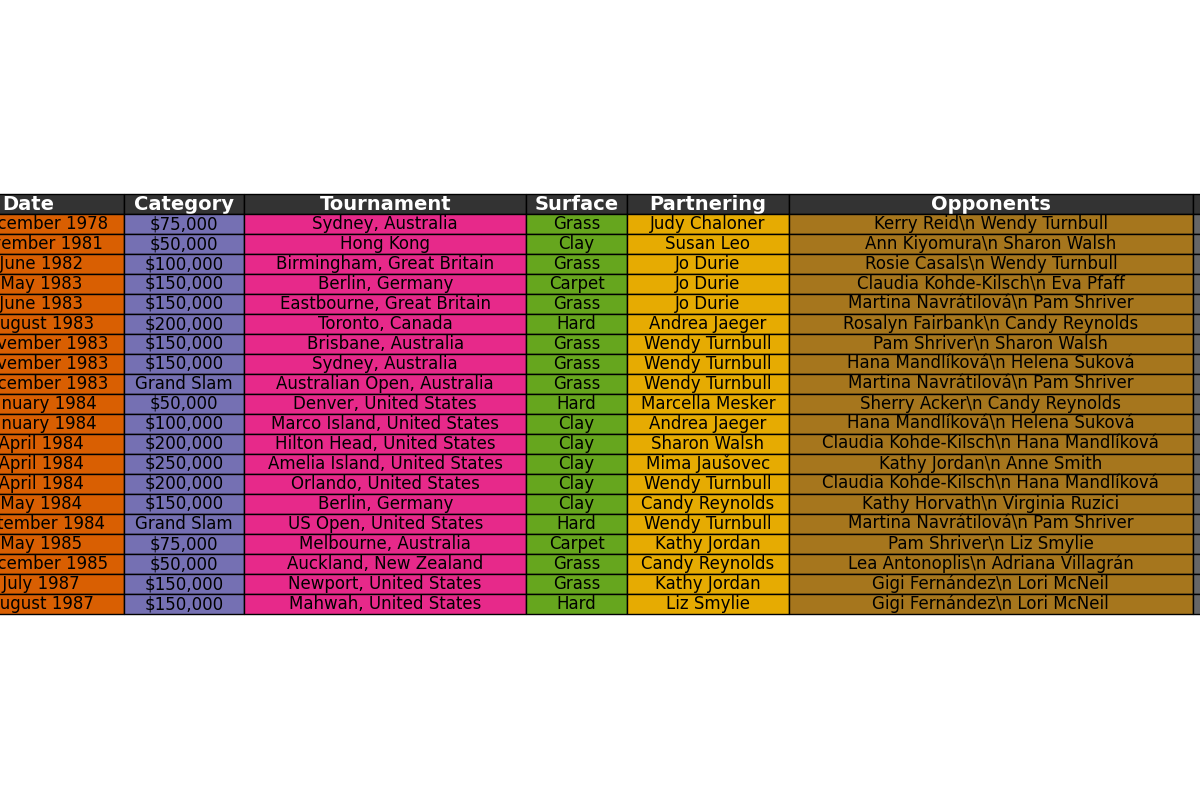 Date Category Tournament Surface Partnering Opponents
1978 $75,000 Sydney, Australia Grass Judy Chaloner Kerry Reid\n Wendy Turnbull
1981 $50,000 Hong Kong Clay Susan Leo Ann Kiyomura\n Sharon Walsh
June 1982 $100,000 Birmingham, Great Britain Grass Jo Durie Rosie Casals\n Wendy Turnbull
May 1983 $150,000 Berlin, Germany Carpet Jo Durie Claudia Kohde-Kilsch\n Eva Pfaff
June 1983 $150,000 Eastbourne, Great Britain Grass Jo Durie Martina Navrátilová\n Pam Shriver
1983 $200,000 Toronto, Canada Hard Andrea Jaeger Rosalyn Fairbank\n Candy Reynolds
1983 $150,000 Brisbane, Australia Grass Wendy Turnbull Pam Shriver\n Sharon Walsh
1983 $150,000 Sydney, Australia Grass Wendy Turnbull Hana Mandlíková\n Helena Suková
1983 Grand Slam Australian Open, Australia Grass Wendy Turnbull Martina Navrátilová\n Pam Shriver
1984 $50,000 Denver, United States Hard Marcella Mesker Sherry Acker\n Candy Reynolds
1984 $100,000 Marco Island, United States Clay Andrea Jaeger Hana Mandlíková\n Helena Suková
April 1984 $200,000 Hilton Head, United States Clay Sharon Walsh Claudia Kohde-Kilsch\n Hana Mandlíková
April 1984 $250,000 Amelia Island, United States Clay Mima Jaušovec Kathy Jordan\n Anne Smith
April 1984 $200,000 Orlando, United States Clay Wendy Turnbull Claudia Kohde-Kilsch\n Hana Mandlíková
May 1984 $150,000 Berlin, Germany Clay Candy Reynolds Kathy Horvath\n Virginia Ruzici
1984 Grand Slam US Open, United States Hard Wendy Turnbull Martina Navrátilová\n Pam Shriver
May 1985 $75,000 Melbourne, Australia Carpet Kathy Jordan Pam Shriver\n Liz Smylie
1985 $50,000 Auckland, New Zealand Grass Candy Reynolds Lea Antonoplis\n Adriana Villagrán
July 1987 $150,000 Newport, United States Grass Kathy Jordan Gigi Fernández\n Lori McNeil
1987 $150,000 Mahwah, United States Hard Liz Smylie Gigi Fernández\n Lori McNeil